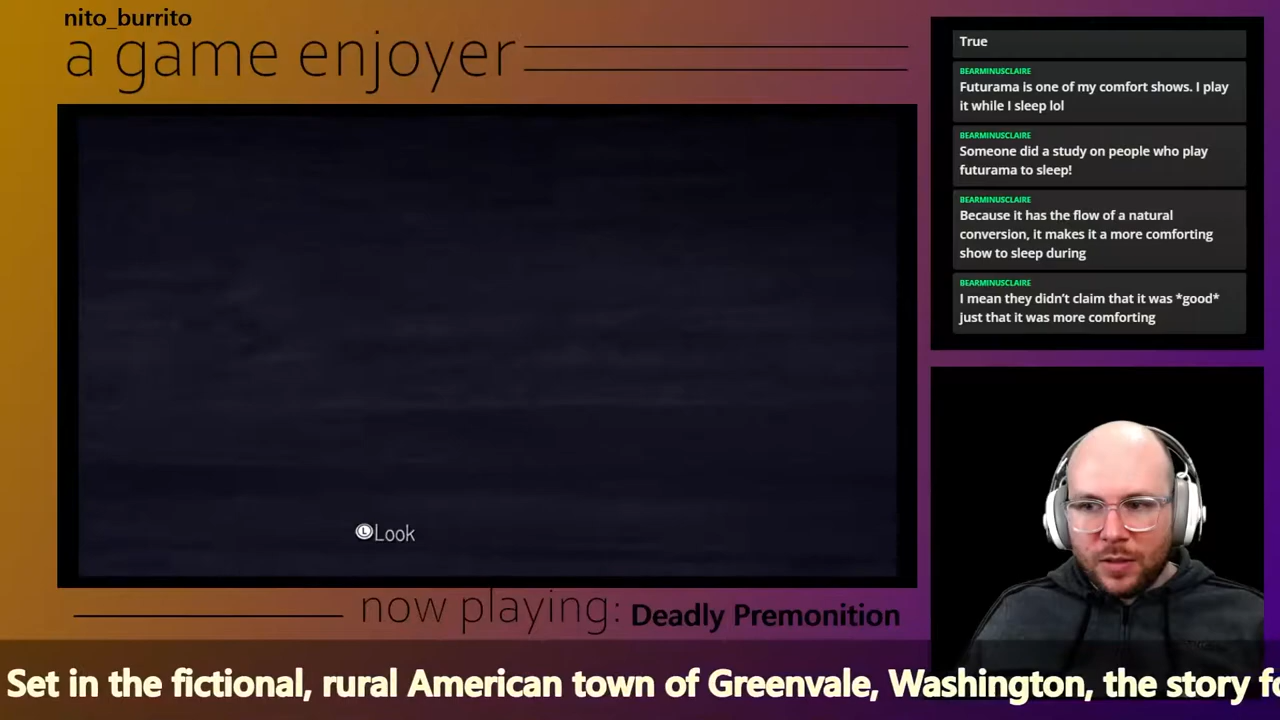 nito_burrito
a game enjoyer
True
BEARMINUSCLAIRE
Futurama is one of my comfort shows. I play
it while I sleep lol
BEARMINUSCLAIRE
Someone did a study on people who play
futurama to sleep!
BEARMINUSCLAIRE
Because it has the flow of a natural
conversion, it makes it a more comforting
show to sleep during
BEARMINUSCLAIRE
I mean they didn’t claim that it was *good*
just that it was more comforting
L Look
now playing: Deadly Premonition
Set in the fictional, rural American town of Greenvale, Washington, the story fo